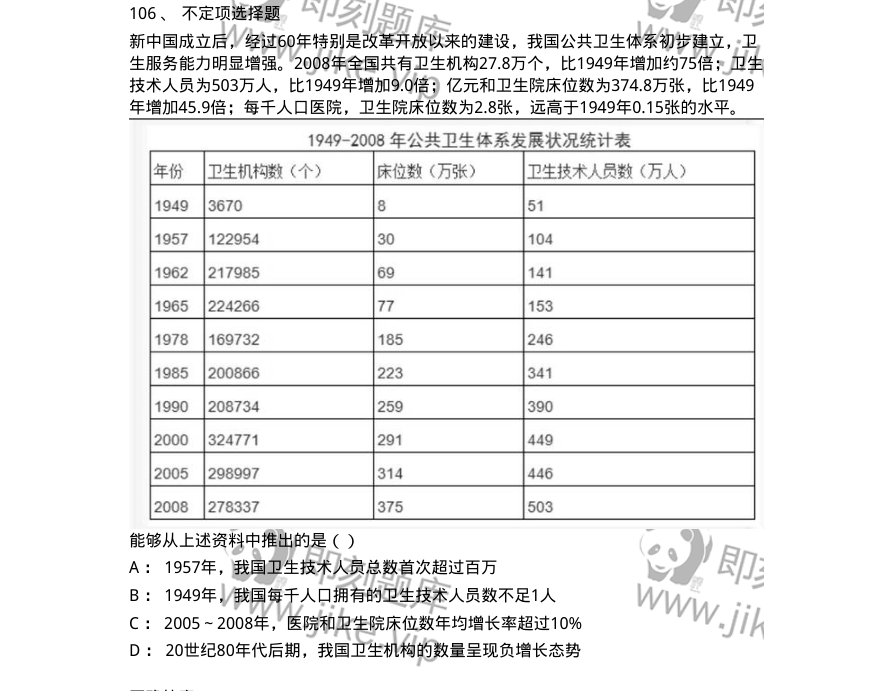 106 、 不定项选择题
新中国成立后，经过60年特别是改革开放以来的建设，我国公共卫生体系初步建立，卫
生服务能力明显增强。2008年全国共有卫生机构27.8万个，比1949年增加约75倍；卫生
技术人员为503万人，比1949年增加9.0倍；亿元和卫生院床位数为374.8万张，比1949
年增加45.9倍；每千人口医院，卫生院床位数为2.8张，远高于1949年0.15张的水平。
1949-2008 年公共卫生体系发展状况统计表
年份 卫生机构数（个） 床位数（万张） 卫生技术人员数（万人）
1949 3670 8 51
1957 122954 30 104
1962 217985 69 141
1965 224266 77 153
1978 169732 185 246
1985 200866 223 341
1990 208734 259 390
2000 324771 291 449
2005 298997 314 446
2008 278337 375 503
能够从上述资料中推出的是（ ）
A ： 1957年，我国卫生技术人员总数首次超过百万
B ： 1949年，我国每千人口拥有的卫生技术人员数不足1人
C ： 2005～2008年，医院和卫生院床位数年均增长率超过10%
D ： 20世纪80年代后期，我国卫生机构的数量呈现负增长态势
即刻题库
www.jike.vip